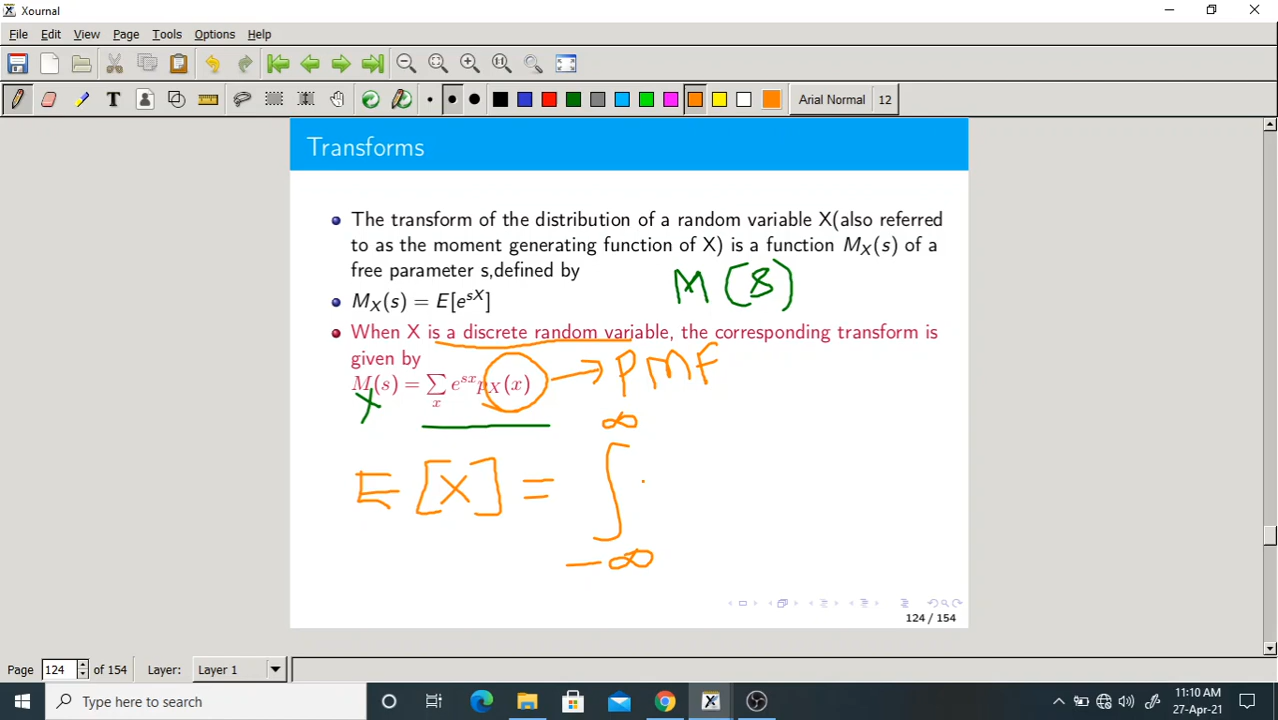 Xournal
File Edit View Page Tools Options Help
Arial Normal 12
Transforms
The transform of the distribution of a random variable X(also referred
to as the moment generating function of X) is a function M_X(s) of a
free parameter s,defined by
M (s)
M_X(s) = E[e^{sX}]
When X is a discrete random variable, the corresponding transform is
given by
M(s) = ∑_x e^{sx} p_X(x) → PMF
X
E [X] = ∫_{-∞}^{∞}
124 / 154
Page 124 of 154 Layer: Layer 1
Type here to search
11:10 AM
27-Apr-21